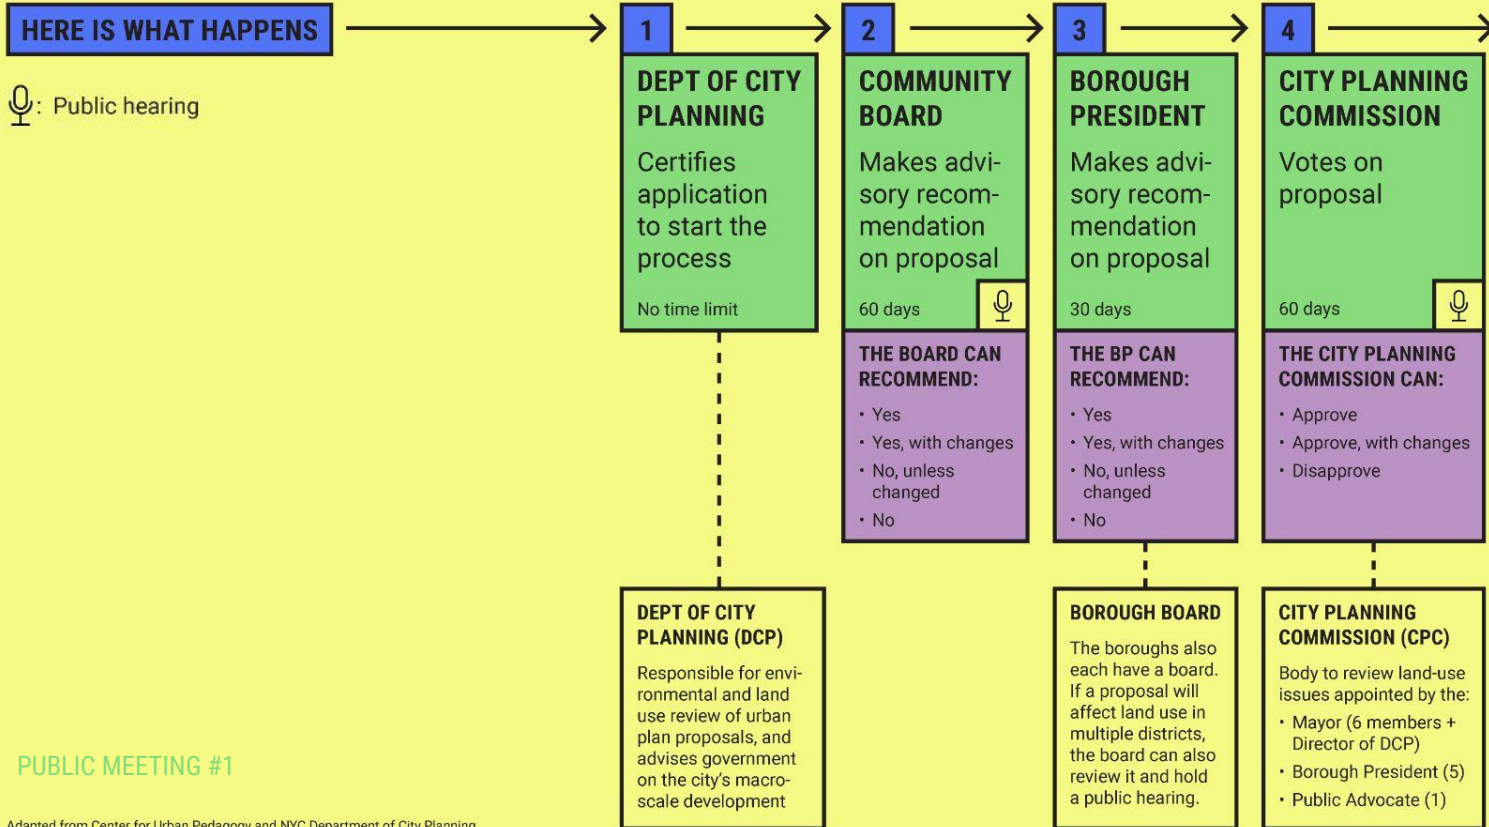 HERE IS WHAT HAPPENS
: Public hearing
1
DEPT OF CITY
PLANNING
Certifies
application
to start the
process
No time limit
2
COMMUNITY
BOARD
Makes advi-
sory recom-
mendation
on proposal
60 days
THE BOARD CAN
RECOMMEND:
• Yes
• Yes, with changes
• No, unless
changed
• No
3
BOROUGH
PRESIDENT
Makes advi-
sory recom-
mendation
on proposal
30 days
THE BP CAN
RECOMMEND:
• Yes
• Yes, with changes
• No, unless
changed
• No
4
CITY PLANNING
COMMISSION
Votes on
proposal
60 days
THE CITY PLANNING
COMMISSION CAN:
• Approve
• Approve, with changes
• Disapprove
DEPT OF CITY
PLANNING (DCP)
Responsible for envi-
ronmental and land
use review of urban
plan proposals, and
advises government
on the city's macro-
scale development
BOROUGH BOARD
The boroughs also
each have a board.
If a proposal will
affect land use in
multiple districts,
the board can also
review it and hold
a public hearing.
CITY PLANNING
COMMISSION (CPC)
Body to review land-use
issues appointed by the:
• Mayor (6 members +
Director of DCP)
• Borough President (5)
• Public Advocate (1)
PUBLIC MEETING #1
Adapted from Center for Urban Pedagogy and NYC Department of City Planning